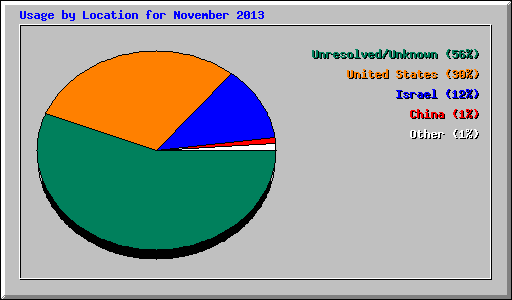 Usage by Location for November 2013
Unresolved/Unknown (56%)
United States (30%)
Israel (12%)
China (1%)
Other (1%)